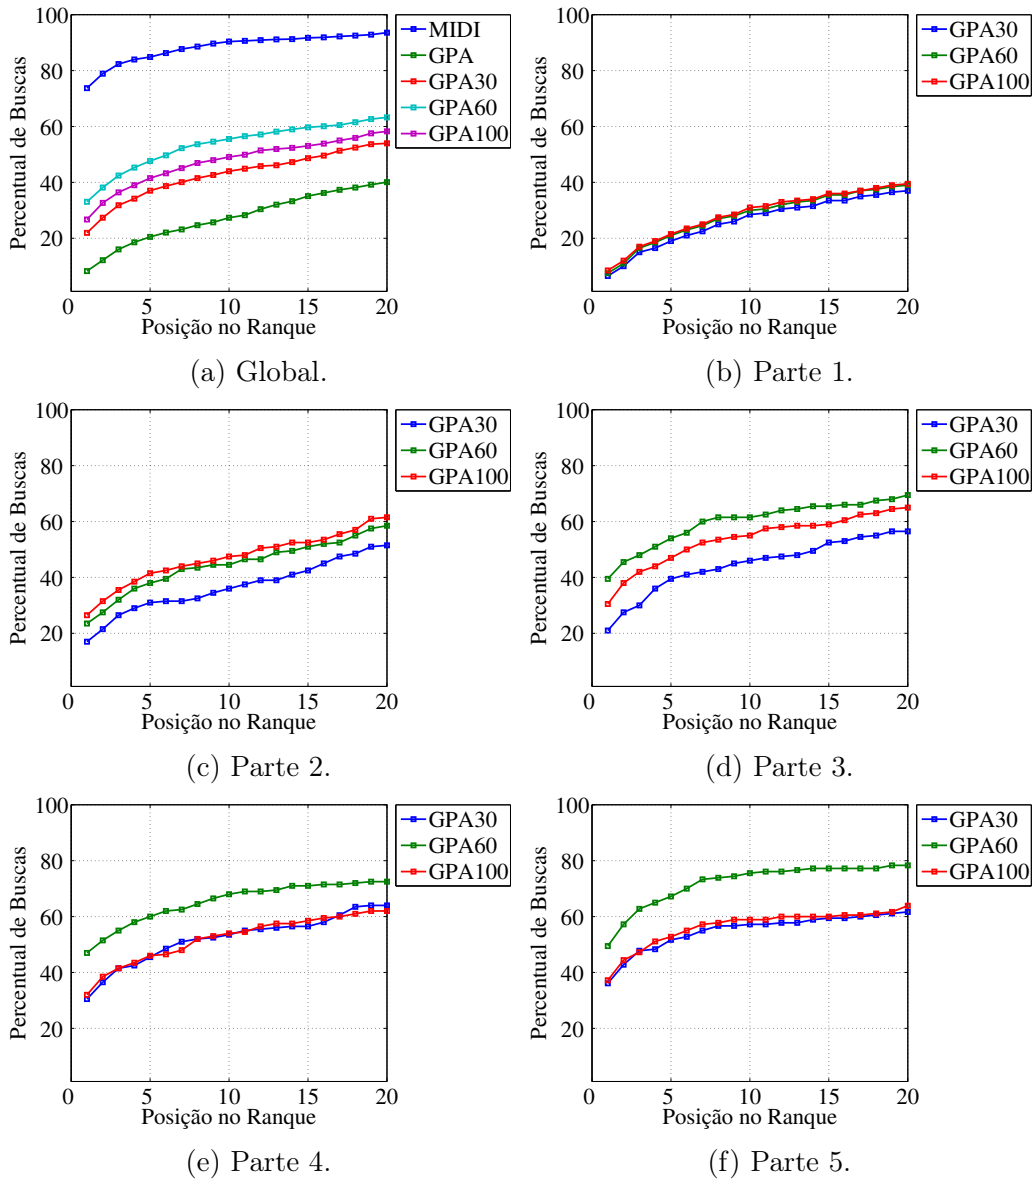 100
80
60
40
20
0
5
10
15
20
Percentual de Buscas
Posição no Ranque
MIDI
GPA
GPA30
GPA60
GPA100
(a) Global.
100
80
60
40
20
0
5
10
15
20
Percentual de Buscas
Posição no Ranque
GPA30
GPA60
GPA100
(b) Parte 1.
100
80
60
40
20
0
5
10
15
20
Percentual de Buscas
Posição no Ranque
GPA30
GPA60
GPA100
(c) Parte 2.
100
80
60
40
20
0
5
10
15
20
Percentual de Buscas
Posição no Ranque
GPA30
GPA60
GPA100
(d) Parte 3.
100
80
60
40
20
0
5
10
15
20
Percentual de Buscas
Posição no Ranque
GPA30
GPA60
GPA100
(e) Parte 4.
100
80
60
40
20
0
5
10
15
20
Percentual de Buscas
Posição no Ranque
GPA30
GPA60
GPA100
(f) Parte 5.